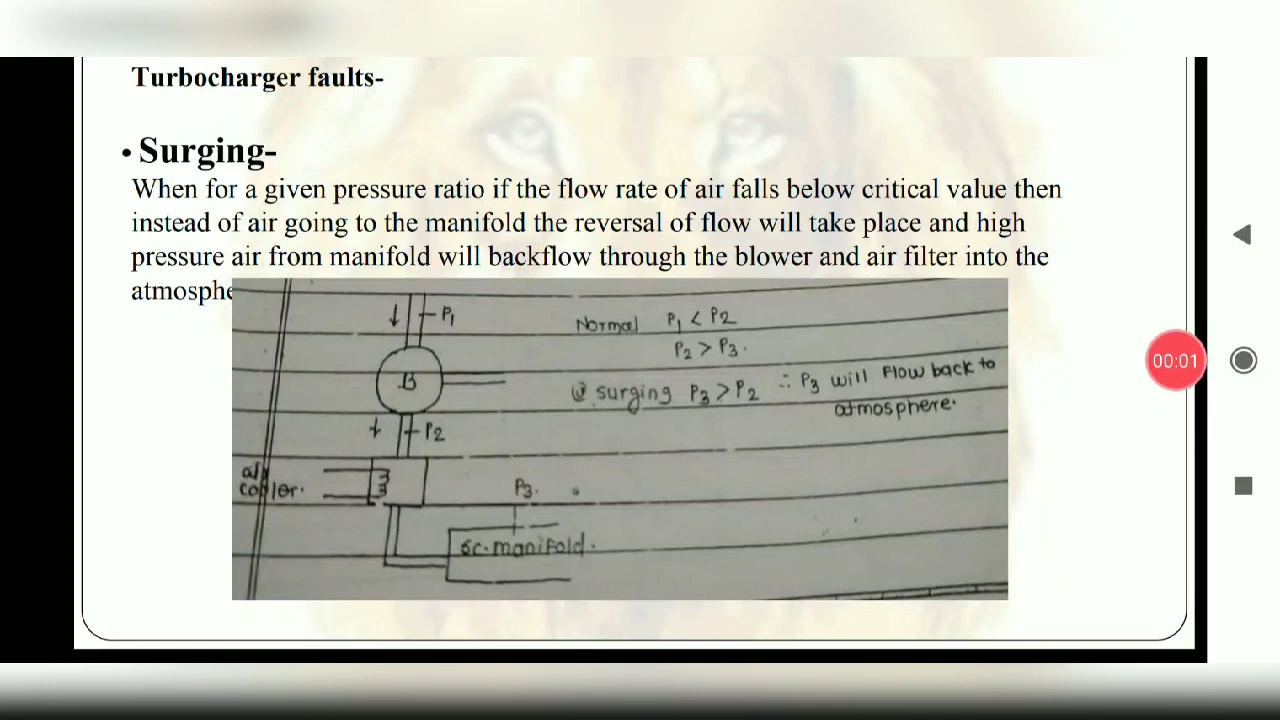 Turbocharger faults-
• Surging-
When for a given pressure ratio if the flow rate of air falls below critical value then
instead of air going to the manifold the reversal of flow will take place and high
pressure air from manifold will backflow through the blower and air filter into the
atmosphe
P1
Normal P1 < P2
P2 > P3.
B
@ surging P3 > P2 ∴ P3 will flow back to
atmosphere.
P2
air
cooler.
P3.
sc.manifold.
00:01